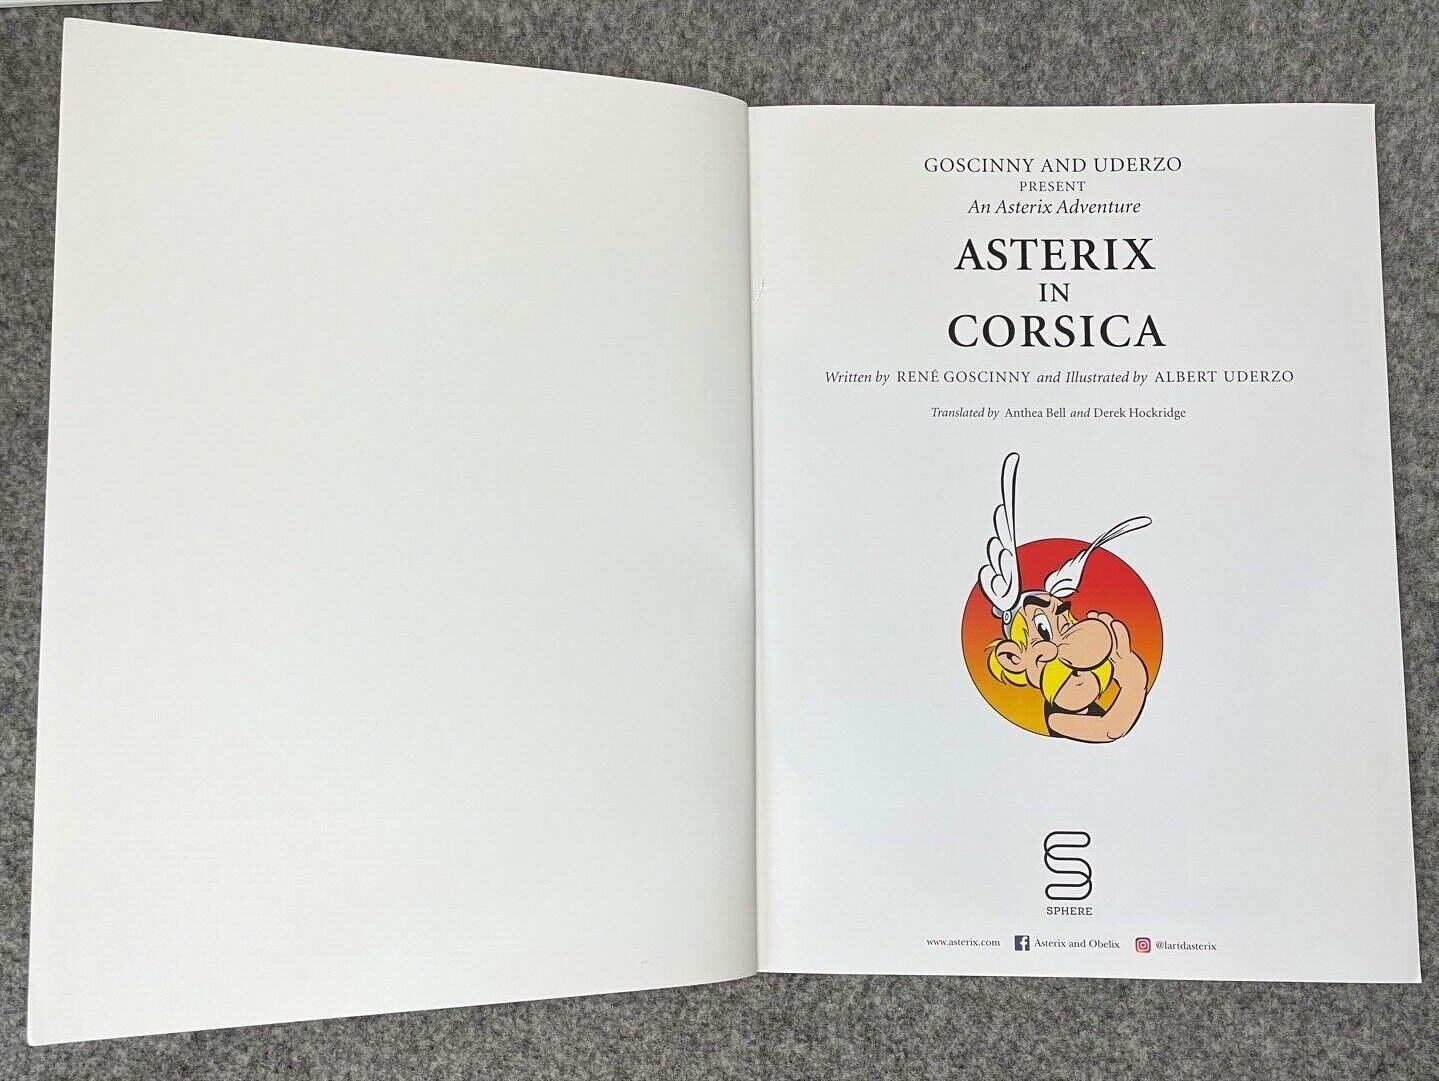 GOSCINNY AND UDERZO
PRESENT
An Asterix Adventure
ASTERIX
IN
CORSICA
Written by RENÉ GOSCINNY and Illustrated by ALBERT UDERZO
Translated by Anthea Bell and Derek Hockridge
SPHERE
www.asterix.com Asterix and Obelix @lartdasterix